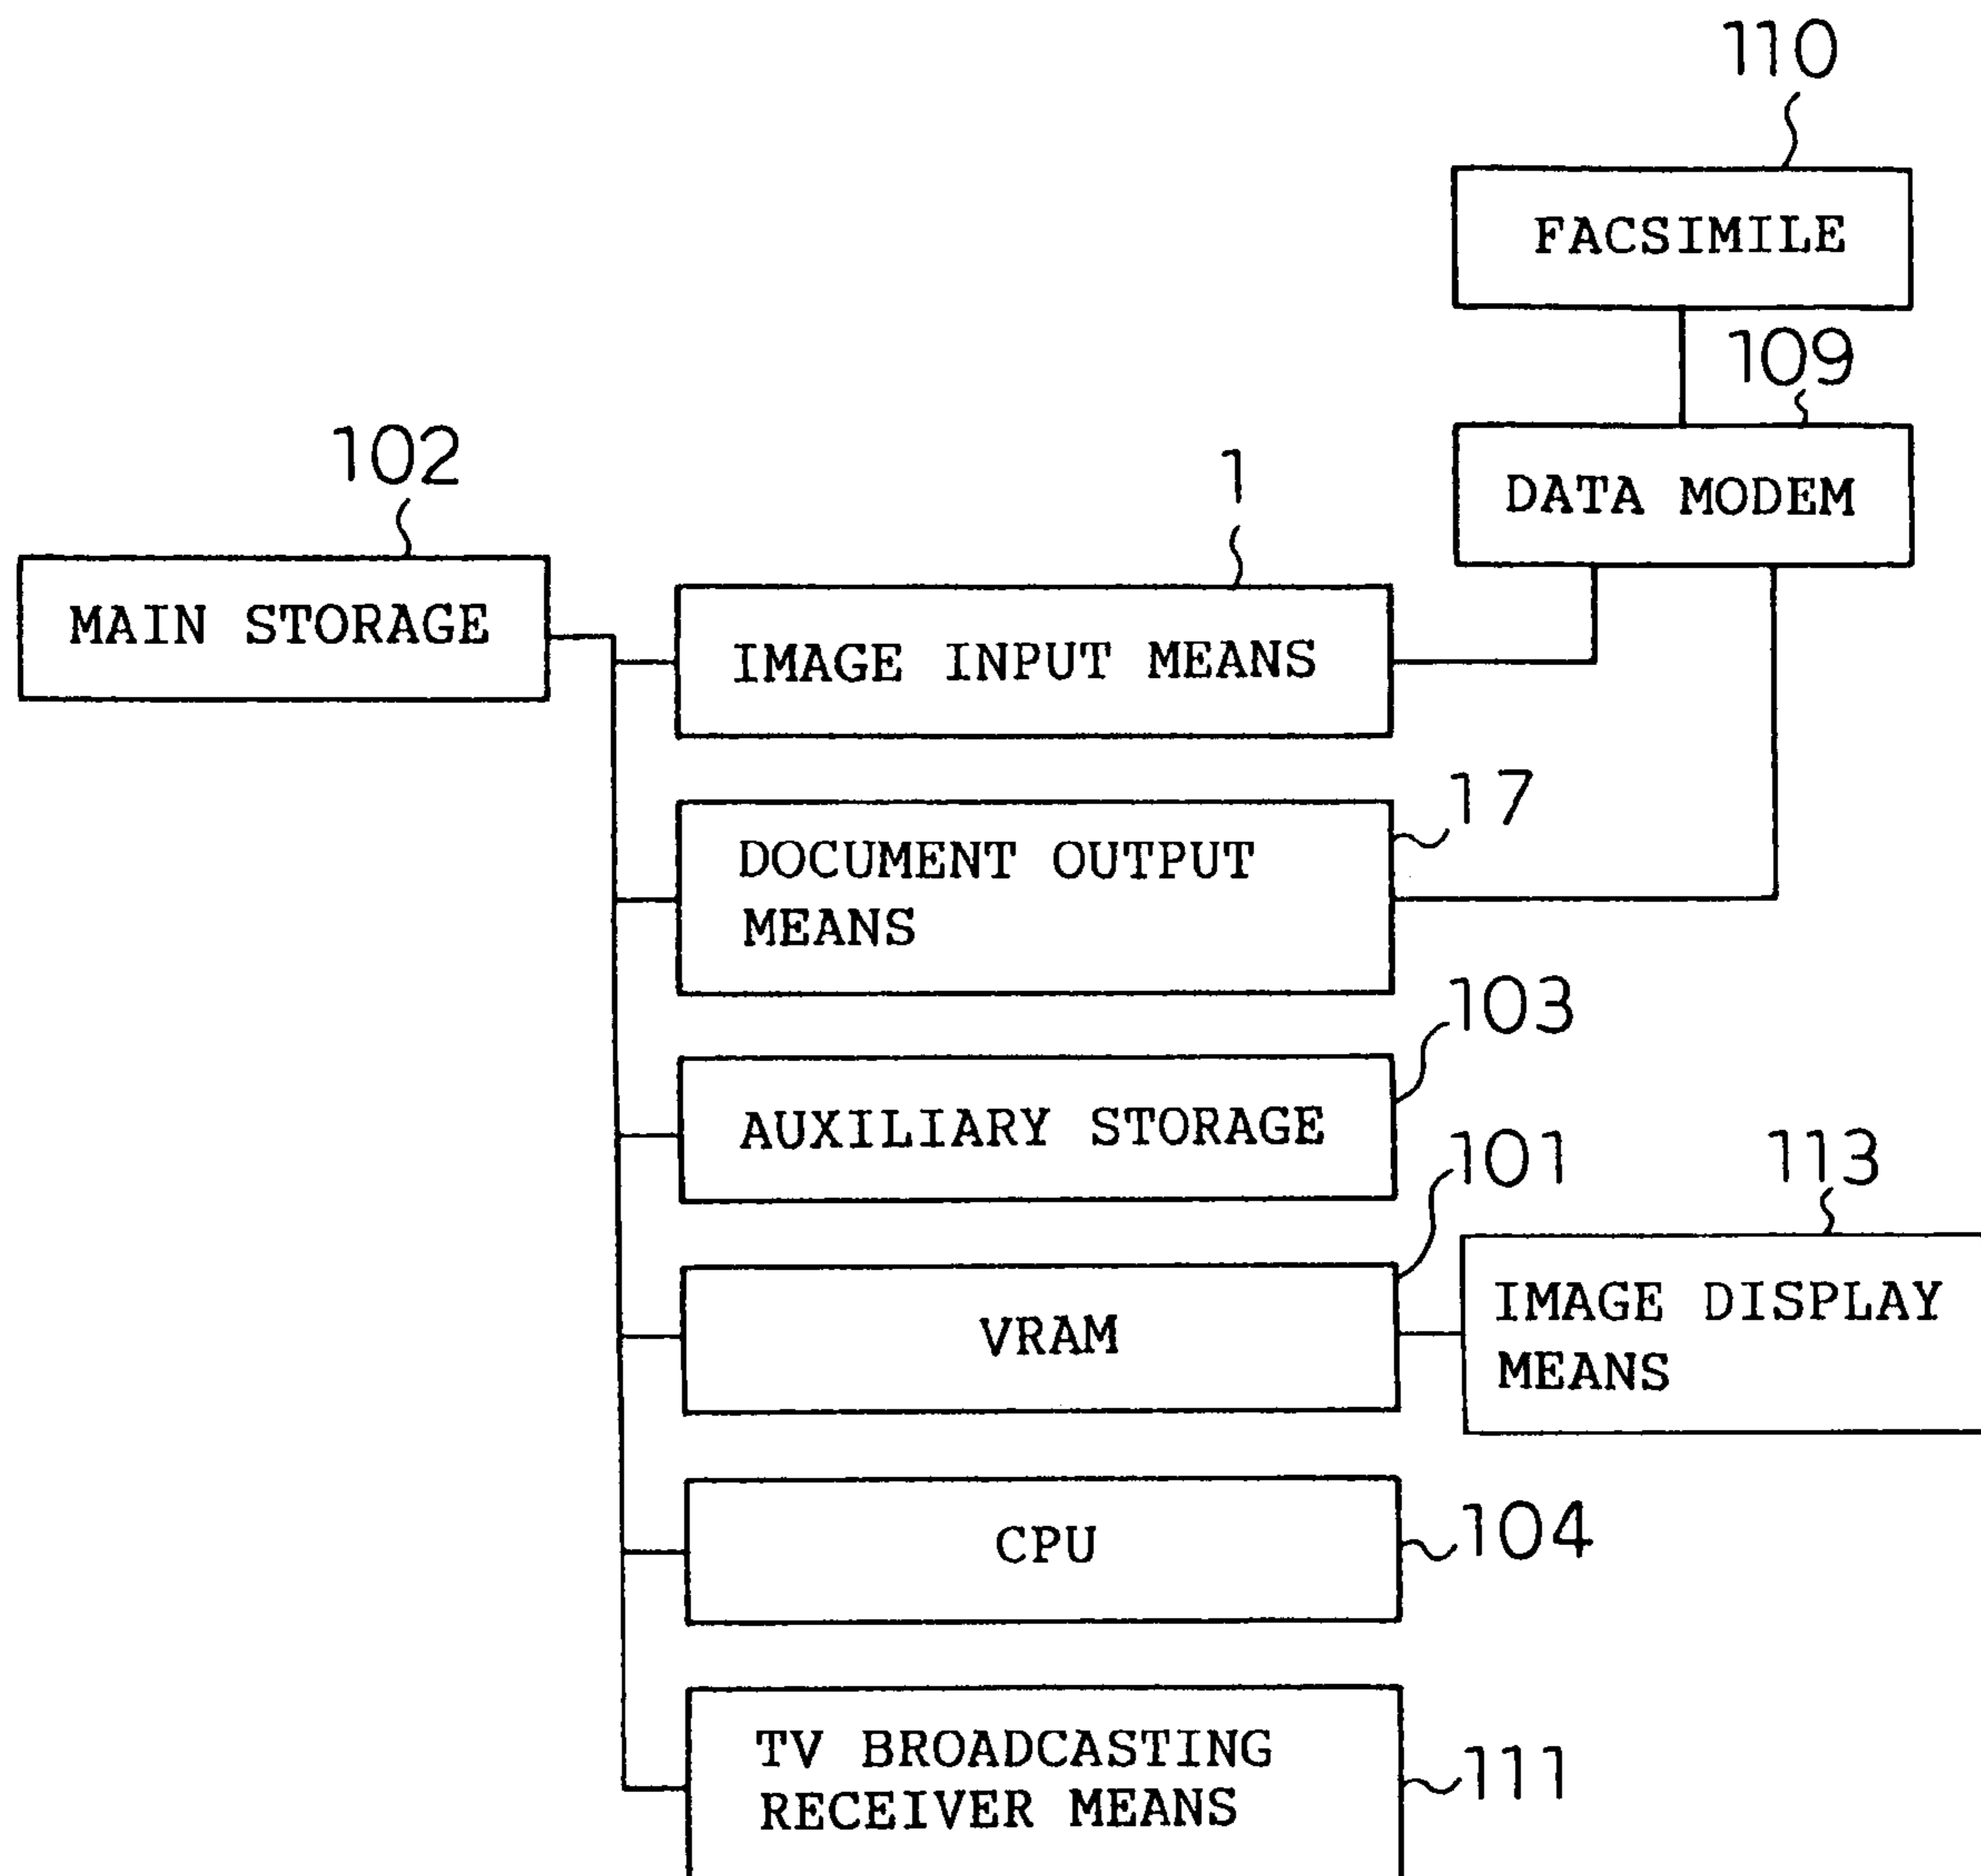 110
FACSIMILE
109
DATA MODEM
102
MAIN STORAGE
1
IMAGE INPUT MEANS
17
DOCUMENT OUTPUT
MEANS
103
AUXILIARY STORAGE
101
VRAM
113
IMAGE DISPLAY
MEANS
CPU
104
TV BROADCASTING
RECEIVER MEANS
111